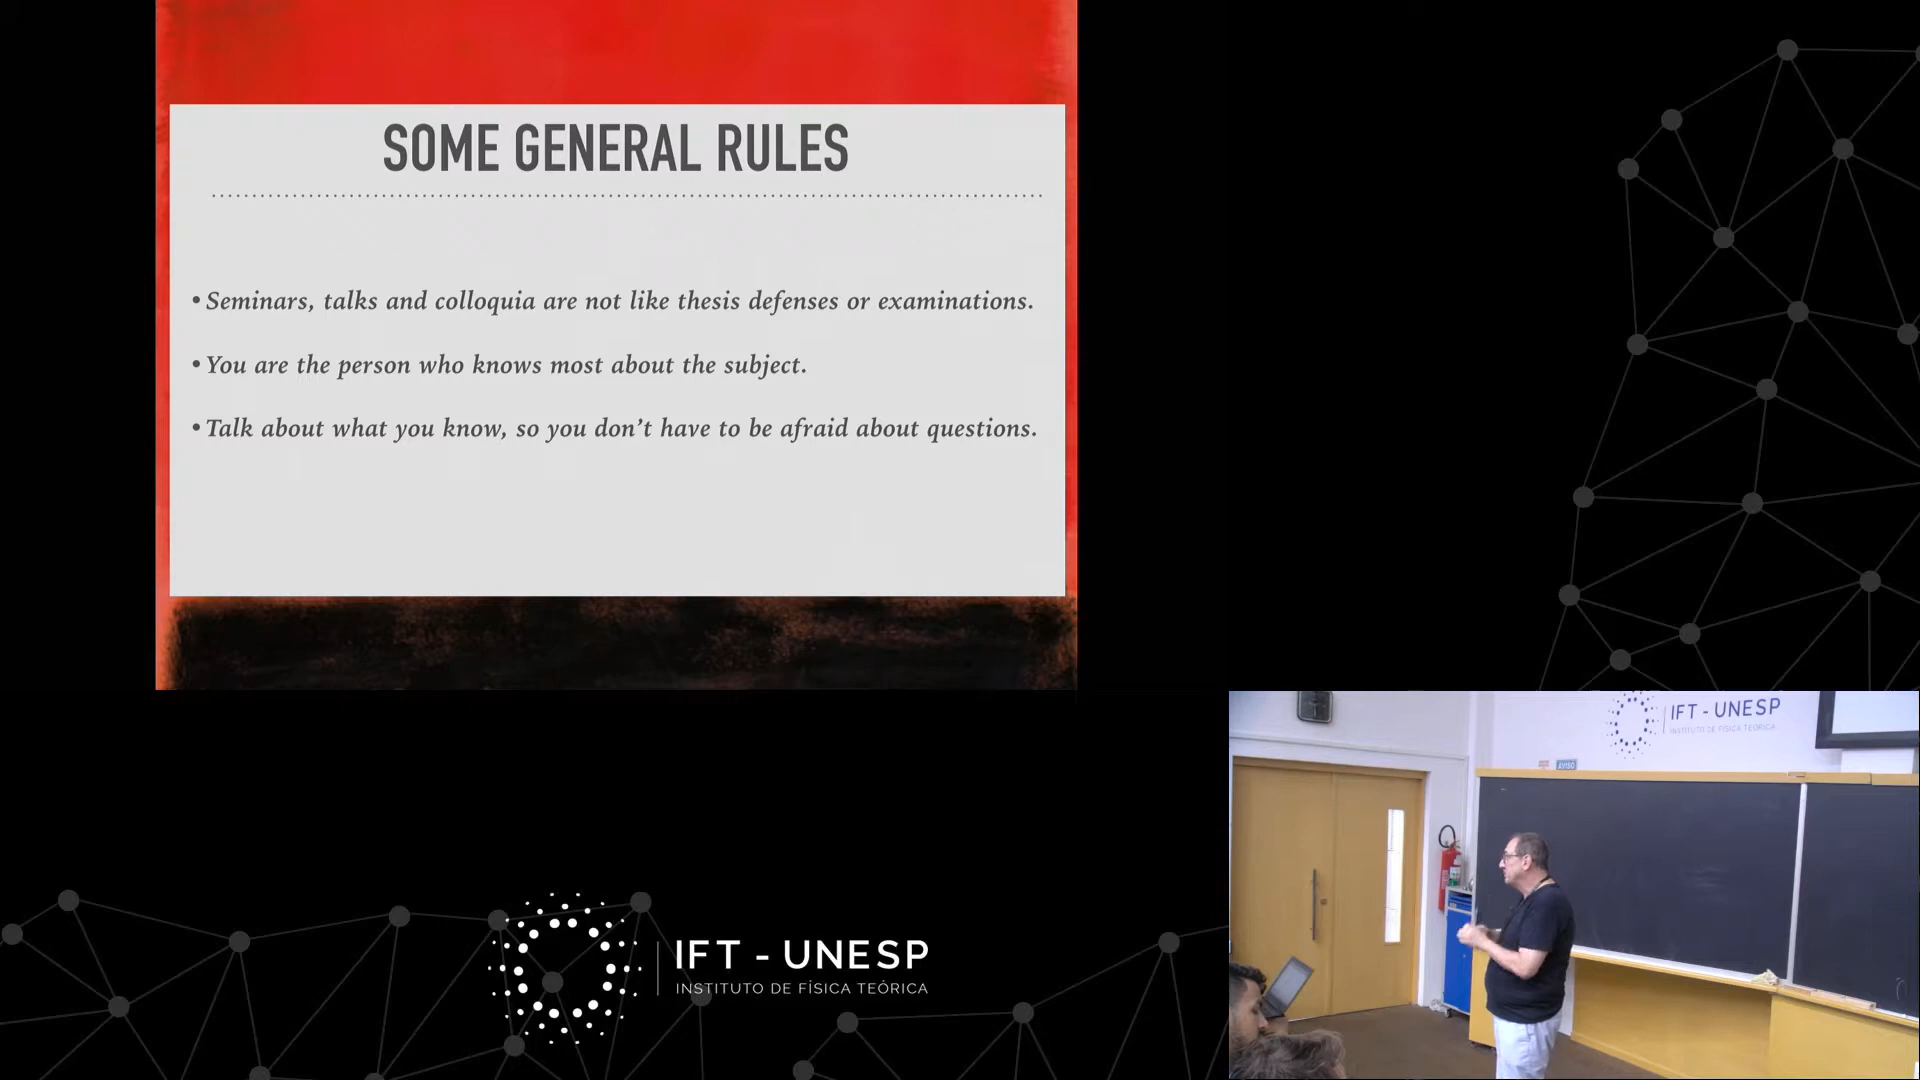 SOME GENERAL RULES
• Seminars, talks and colloquia are not like thesis defenses or examinations.
• You are the person who knows most about the subject.
• Talk about what you know, so you don't have to be afraid about questions.
IFT - UNESP
INSTITUTO DE FÍSICA TEÓRICA
AVISO
IFT - UNESP
INSTITUTO DE FÍSICA TEÓRICA